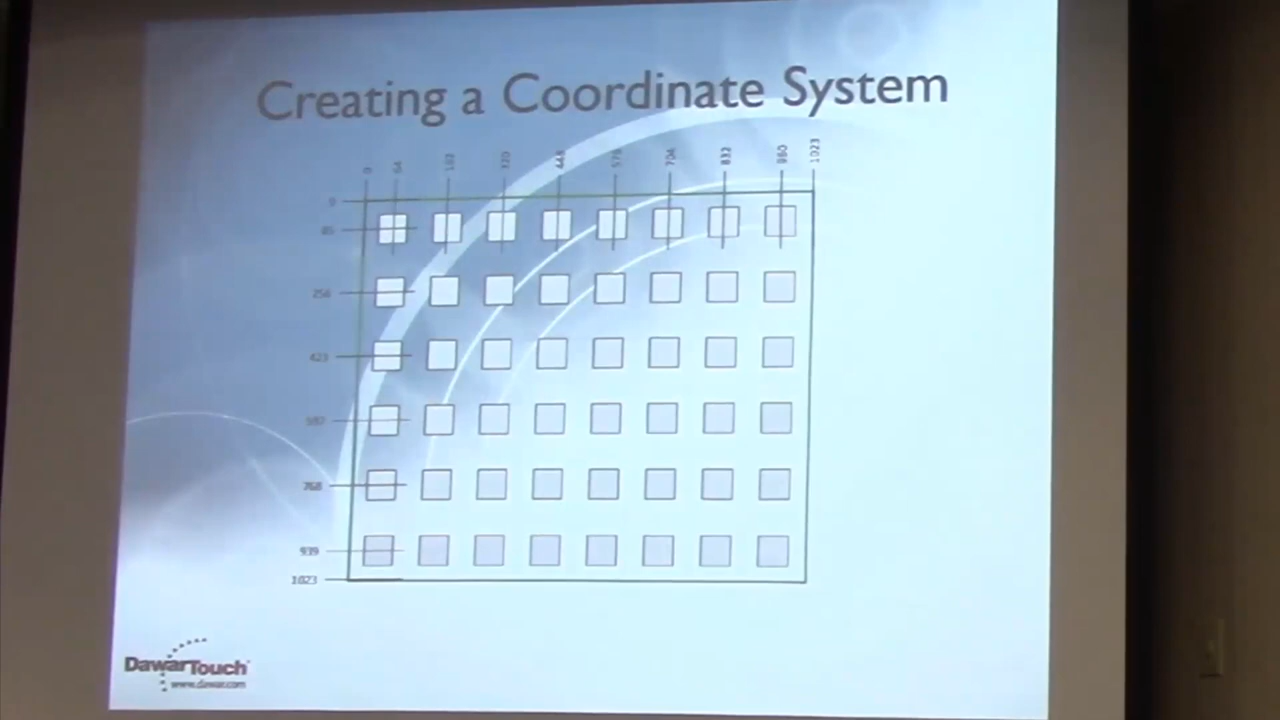 Creating a Coordinate System
0 64 192 320 448 576 704 832 960 1023
0
85
256
423
597
768
939
1023
DawarTouch
www.dawar.com